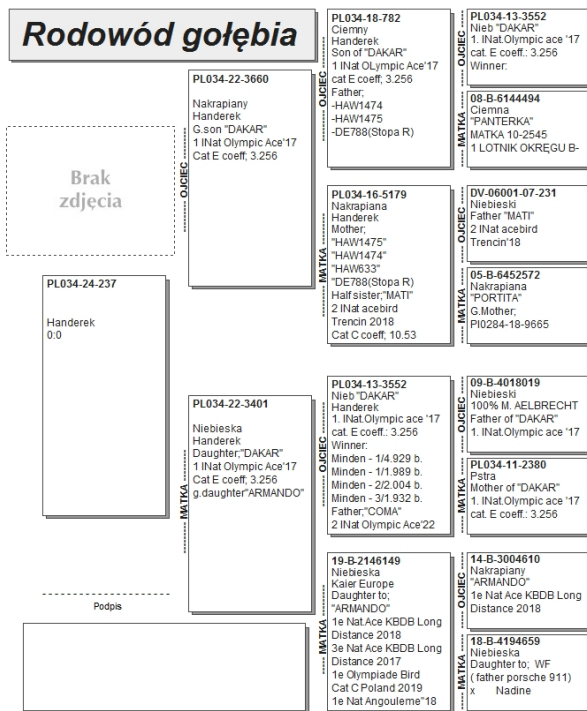 Rodowód gołębia
Brak
zdjęcia
PL034-24-237
Handerek
0:0
Podpis
OJCIEC
PL034-22-3660
Nakrapiany
Handerek
G.son "DAKAR"
1 INat Olympic Ace'17
Cat E coeff; 3.256
MATKA
PL034-22-3401
Niebieska
Handerek
Daughter;"DAKAR"
1 INat Olympic Ace'17
Cat E coeff; 3.256
g.daughter"ARMANDO"
OJCIEC
PL034-18-782
Ciemny
Handerek
Son of "DAKAR"
1 INat OLympic Ace'17
cat E coeff; 3.256
Father;
-HAW1474
-HAW1475
-DE788(Stopa R)
MATKA
PL034-16-5179
Nakrapiana
Handerek
Mother;
"HAW1475"
"HAW1474"
"HAW633"
"DE788(Stopa R)
Half sister;"MATI"
2 INat acebird
Trencin 2018
Cat C coeff; 10.53
OJCIEC
PL034-13-3552
Nieb "DAKAR"
Handerek
1. INat.Olympic ace '17
cat. E coeff.: 3.256
Winner:
Minden - 1/4.929 b.
Minden - 1/1.989 b.
Minden - 2/2.004 b.
Minden - 3/1.932 b.
Father;"COMA"
2 INat Olympic Ace'22
MATKA
19-B-2146149
Niebieska
Kaier Europe
Daughter to;
"ARMANDO"
1e Nat Ace KBDB Long
Distance 2018
3e Nat Ace KBDB Long
Distance 2017
1e Olympiade Bird
Cat C Poland 2019
1e Nat Angouleme"18
OJCIEC
PL034-13-3552
Nieb "DAKAR"
1. INat.Olympic ace '17
cat. E coeff.: 3.256
Winner:
MATKA
08-B-6144494
Ciemna
"PANTERKA"
MATKA 10-2545
1 LOTNIK OKRĘGU B-
OJCIEC
DV-06001-07-231
Niebieski
Father "MATI"
2 INat acebird
Trencin'18
MATKA
05-B-6452572
Nakrapiana
"PORTITA"
G.Mother;
Pl0284-18-9665
OJCIEC
09-B-4018019
Niebieski
100% M. AELBRECHT
Father of "DAKAR"
1. INat.Olympic ace '17
MATKA
PL034-11-2380
Pstra
Mother of "DAKAR"
1. INat.Olympic ace '17
cat. E coeff.: 3.256
OJCIEC
14-B-3004610
Nakrapiany
"ARMANDO"
1e Nat Ace KBDB Long
Distance 2018
MATKA
18-B-4194659
Niebieska
Daughter to; WF
( father porsche 911)
x Nadine